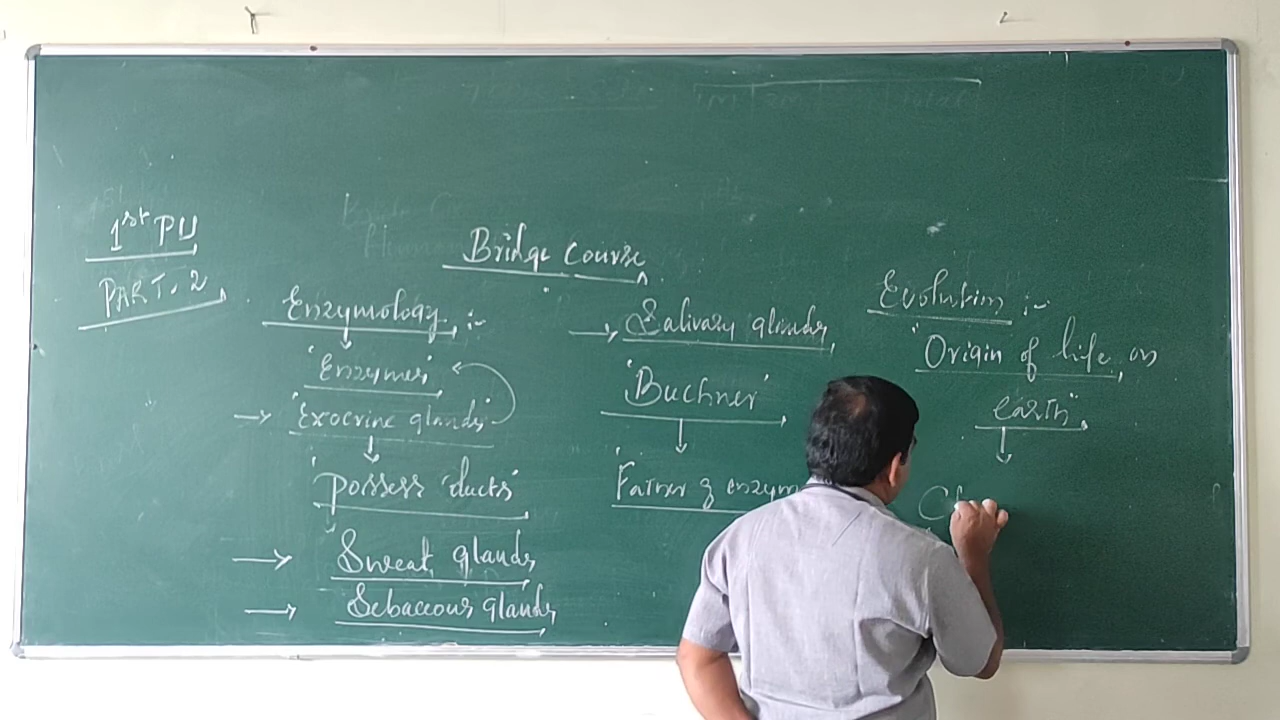 1st PU
PART. 2
Bridge Course
Enzymology :-
"Enzymes"
→ "Exocrine glands"
"Possess "ducts"
→ Sweat glands
→ Sebaceous glands
→ Salivary glands
"Buchner"
"Father of enzym
Evolution :-
"Origin of life on
earth"